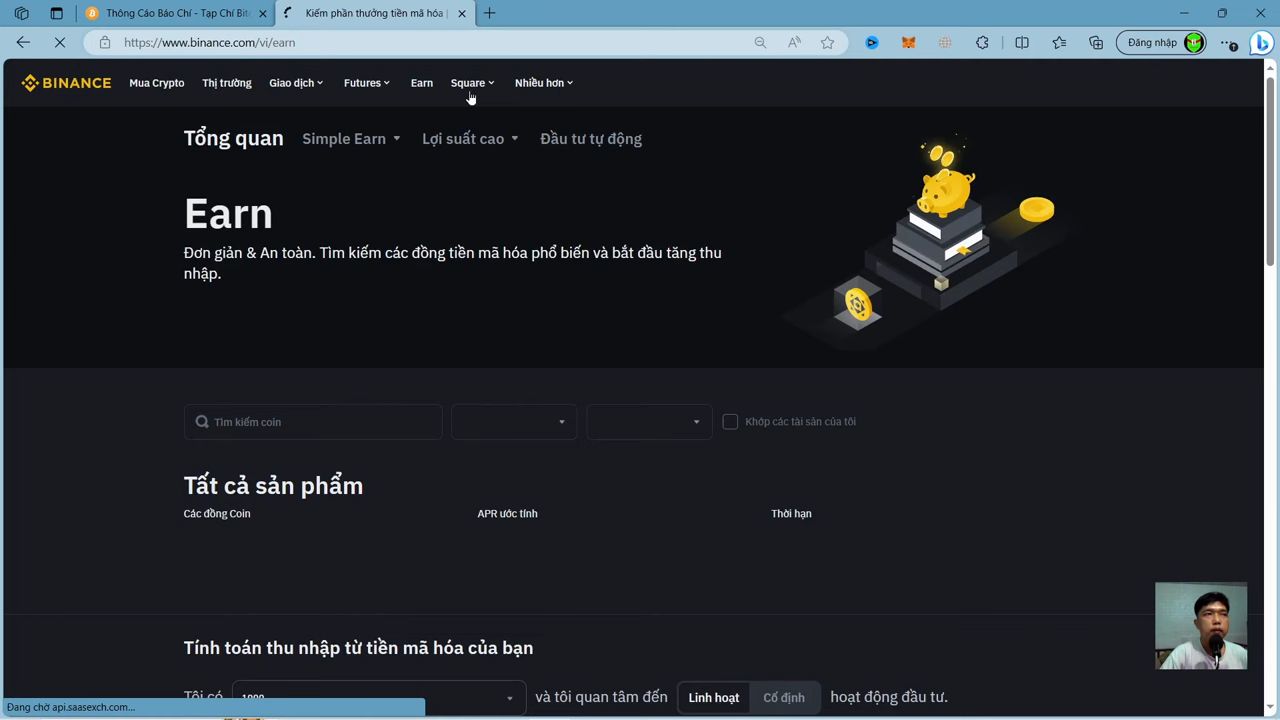 Thông Cáo Báo Chí - Tạp Chí Bit
Kiếm phần thưởng tiền mã hóa |
https://www.binance.com/vi/earn
Đăng nhập
BINANCE
Mua Crypto
Thị trường
Giao dịch
Futures
Earn
Square
Nhiều hơn
Tổng quan
Simple Earn
Lợi suất cao
Đầu tư tự động
Earn
Đơn giản & An toàn. Tìm kiếm các đồng tiền mã hóa phổ biến và bắt đầu tăng thu
nhập.
Tìm kiếm coin
Khớp các tài sản của tôi
Tất cả sản phẩm
Các đồng Coin
APR ước tính
Thời hạn
Tính toán thu nhập từ tiền mã hóa của bạn
Tôi có
1000
và tôi quan tâm đến
Linh hoạt
Cố định
hoạt động đầu tư.
Đang chờ api.saasexch.com...